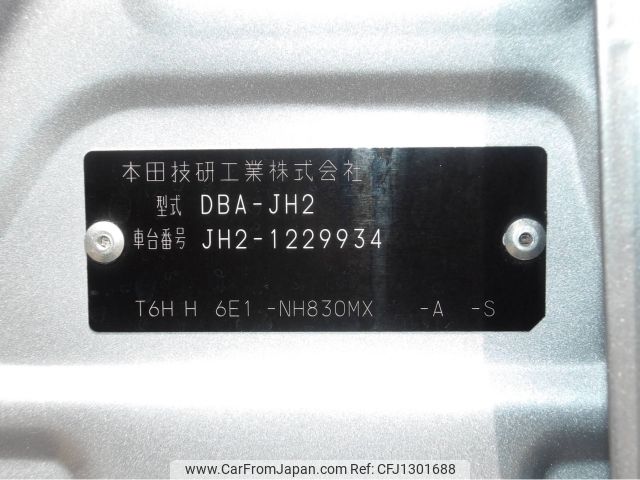 本田技研工業株式会社
型式 DBA-JH2
車台番号 JH2-1229934
T6H H 6E1 -NH830MX -A -S
www.CarFromJapan.com - CFJ1301688